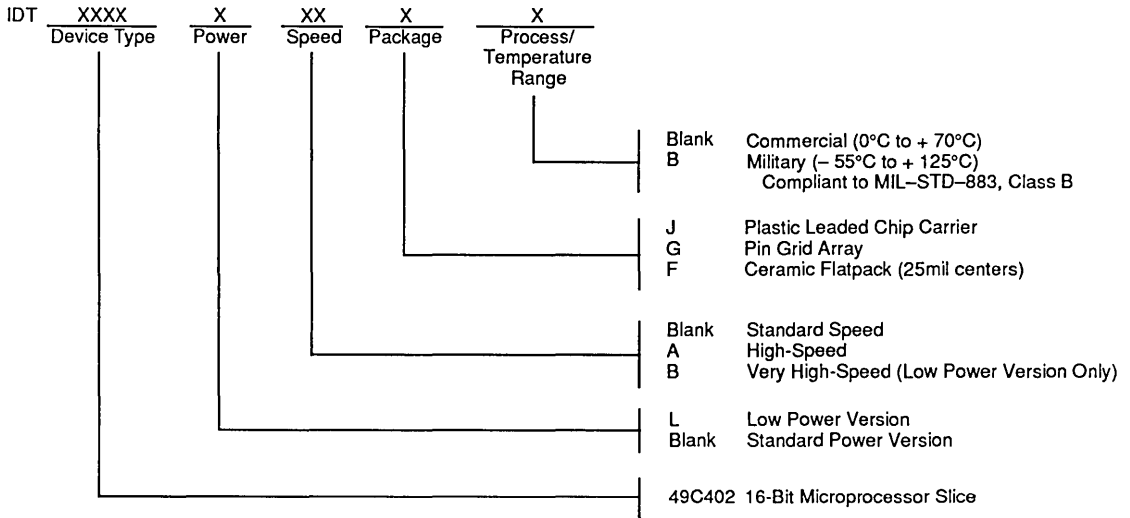 IDT XXXX X XX X X
Device Type Power Speed Package Process/
Temperature
Range
Blank Commercial (0°C to + 70°C)
B Military (– 55°C to + 125°C)
Compliant to MIL–STD–883, Class B
J Plastic Leaded Chip Carrier
G Pin Grid Array
F Ceramic Flatpack (25mil centers)
Blank Standard Speed
A High-Speed
B Very High-Speed (Low Power Version Only)
L Low Power Version
Blank Standard Power Version
49C402 16-Bit Microprocessor Slice